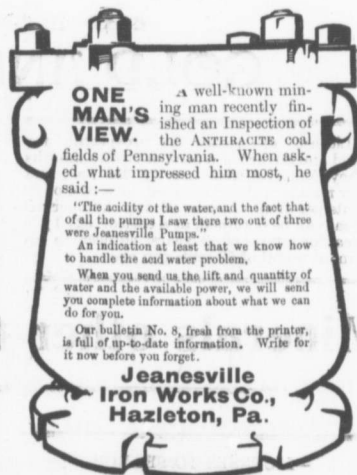 ONE MAN'S VIEW.
A well-known min-
ing man recently fin-
ished an Inspection of
the ANTHRACITE coal
fields of Pennsylvania. When ask-
ed what impressed him most, he
said :—
"The acidity of the water,and the fact that
of all the pumps I saw there two out of three
were Jeanesville Pumps."
An indication at least that we know how
to handle the acid water problem,
When you send us the lift and quantity of
water and the available power, we will send
you complete information about what we can
do for you.
Our bulletin No. 8, fresh from the printer,
is full of up-to-date information. Write for
it now before you forget.
Jeanesville
Iron Works Co.,
Hazleton, Pa.